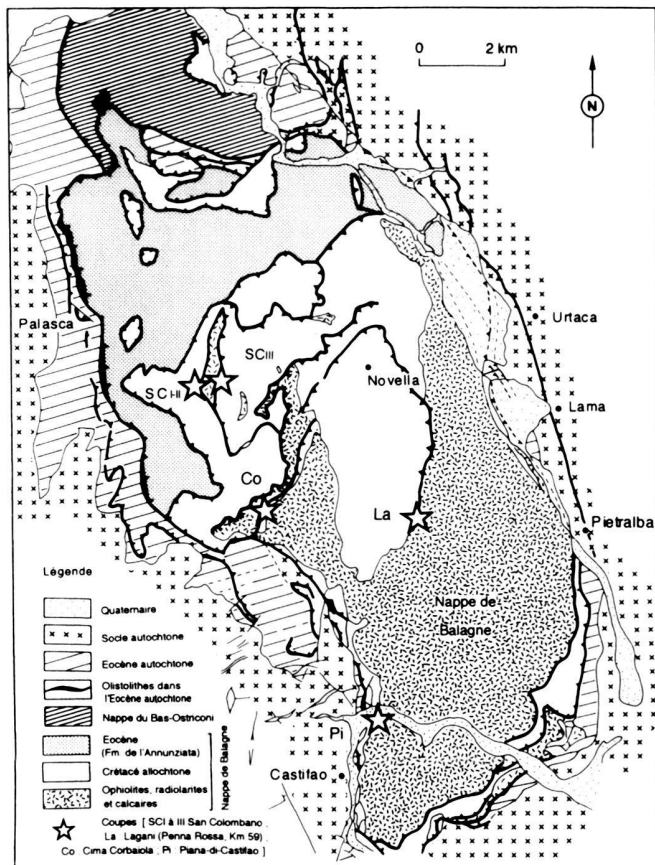 0 2 km
N
Palasca
Urtaca
SCIII
Novella
SCI-II
Lama
Co
La
Pietralba
Nappe de
Balagne
Pi
Castifao
Légende
Quaternaire
Socle autochtone
Eocène autochtone
Olistolithes dans
l'Eocène autochtone
Nappe du Bas-Ostriconi
Eocène
(Fm. de l'Annunziata)
Crétacé allochtone
Ophiolites, radiolarites
et calcaires
Nappe de Balagne
Coupes [ SCI à III San Colombano;
La Lagani (Penna Rossa, Km 59)
Co Cima Corbaiola; Pi Piana-di-Castifao ]